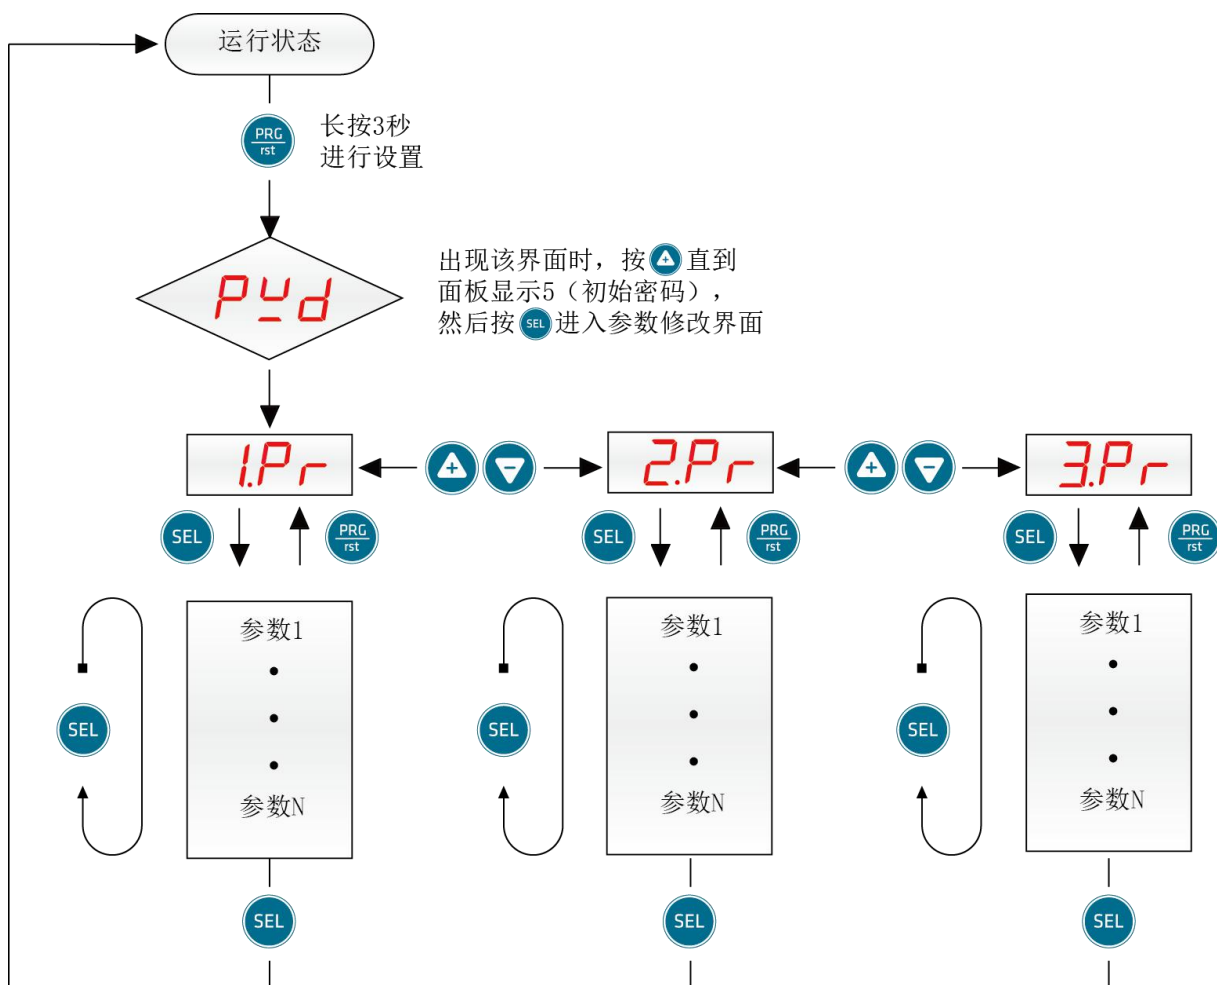 运行状态
PRG
rst
长按3秒
进行设置
Pyd
出现该界面时，按 + 直到
面板显示5（初始密码），
然后按 SEL 进入参数修改界面
1.Pr
+ −
2.Pr
+ −
3.Pr
SEL
PRG
rst
SEL
PRG
rst
SEL
PRG
rst
参数1
参数1
参数1
SEL
SEL
SEL
参数N
参数N
参数N
SEL
SEL
SEL